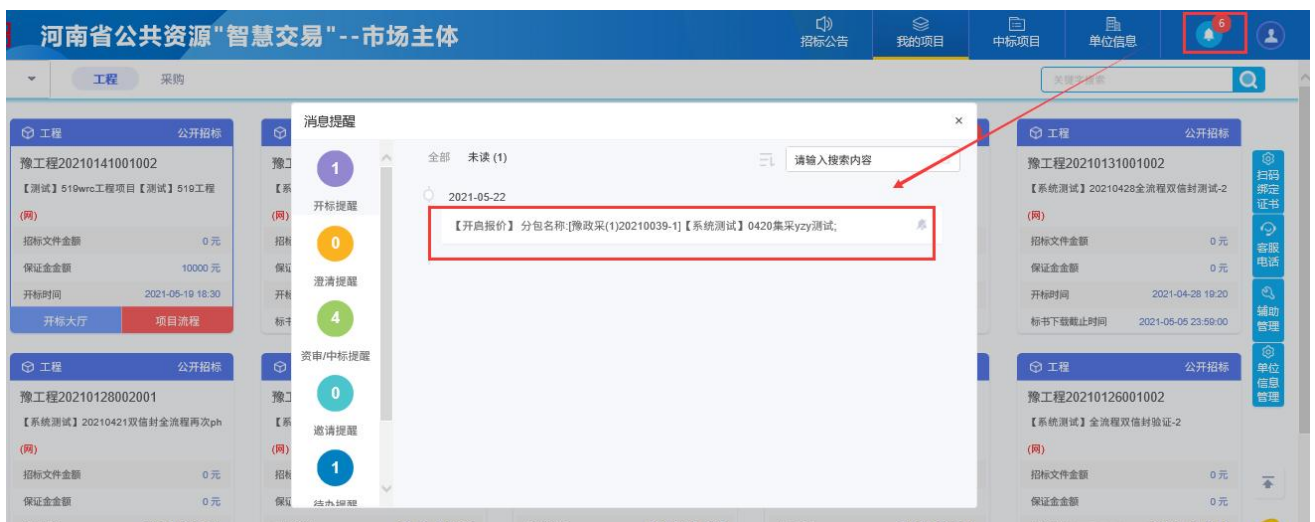 河南省公共资源"智慧交易"--市场主体
招标公告
我的项目
中标项目
单位信息
6
工程
采购
关键字搜索
工程 公开招标
豫工程20210141001002
【测试】519wrc工程项目【测试】519工程
(网)
招标文件金额 0 元
保证金金额 10000 元
开标时间 2021-05-19 18:30
开标大厅 项目流程
消息提醒 ×
1
开标提醒
0
澄清提醒
4
资审/中标提醒
0
邀请提醒
1
待办提醒
全部 未读 (1)
请输入搜索内容
2021-05-22
【开启报价】 分包名称:[豫政采(1)20210039-1]【系统测试】0420集采yzy测试;
工程 公开招标
豫工程20210131001002
【系统测试】20210428全流程双信封测试-2
(网)
招标文件金额 0 元
保证金金额 0 元
开标时间 2021-04-28 19:20
标书下载截止时间 2021-05-05 23:59:00
扫码
绑定
证书
客服
电话
辅助
管理
单位
信息
管理
工程 公开招标
豫工程20210128002001
【系统测试】20210421双信封全流程再次ph
(网)
招标文件金额 0 元
保证金金额 0 元
工程 公开招标
豫工程20210126001002
【系统测试】全流程双信封验证-2
(网)
招标文件金额 0 元
保证金金额 0 元